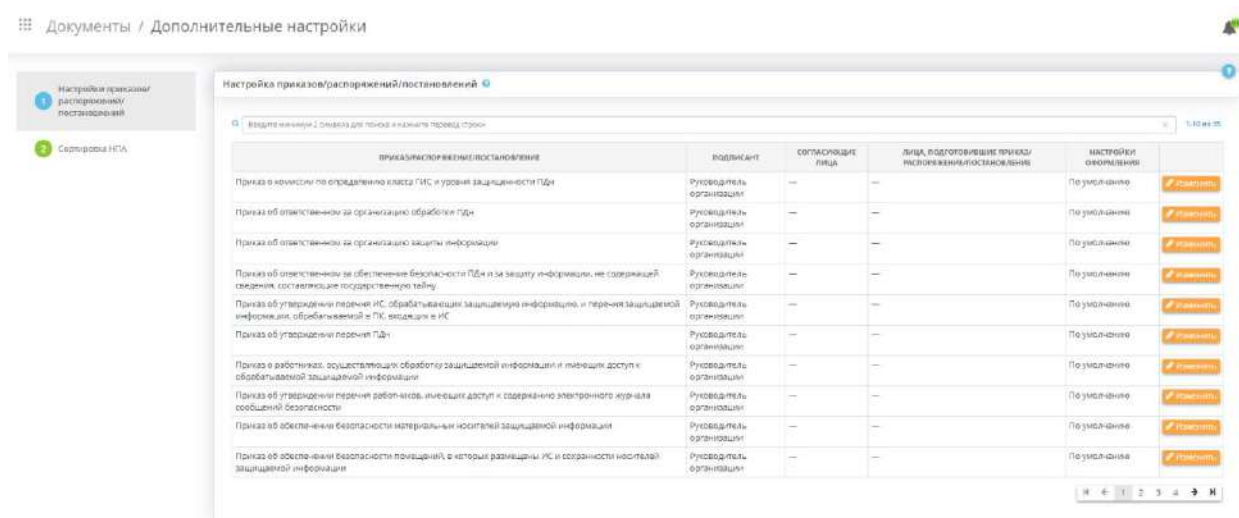 Документы / Дополнительные настройки
Настройка приказов/распоряжений/постановлений
1
Настройки приказов/
распоряжений/
постановлений
2
Сортировка НПА
Введите минимум 2 символа для поиска и нажмите перевод строки
1-10 из 35
ПРИКАЗ/РАСПОРЯЖЕНИЕ/ПОСТАНОВЛЕНИЕ
ПОДПИСАНТ
СОГЛАСУЮЩИЕ
ЛИЦА
ЛИЦА, ПОДГОТОВИВШИЕ ПРИКАЗ/
РАСПОРЯЖЕНИЕ/ПОСТАНОВЛЕНИЕ
НАСТРОЙКИ
ОФОРМЛЕНИЯ
Приказ о комиссии по определению класса ГИС и уровня защищенности ПДн
Руководитель
организации
—
—
По умолчанию
Изменить
Приказ об ответственном за организацию обработки ПДн
Руководитель
организации
—
—
По умолчанию
Изменить
Приказ об ответственном за организацию защиты информации
Руководитель
организации
—
—
По умолчанию
Изменить
Приказ об ответственном за обеспечение безопасности ПДн и за защиту информации, не содержащей
сведения, составляющие государственную тайну
Руководитель
организации
—
—
По умолчанию
Изменить
Приказ об утверждении перечня ИС, обрабатывающих защищаемую информацию, и перечня защищаемой
информации, обрабатываемой в ПК, входящих в ИС
Руководитель
организации
—
—
По умолчанию
Изменить
Приказ об утверждении перечня ПДн
Руководитель
организации
—
—
По умолчанию
Изменить
Приказ о работниках, осуществляющих обработку защищаемой информации и имеющих доступ к
обрабатываемой защищаемой информации
Руководитель
организации
—
—
По умолчанию
Изменить
Приказ об утверждении перечня работников, имеющих доступ к содержанию электронного журнала
сообщений безопасности
Руководитель
организации
—
—
По умолчанию
Изменить
Приказ об обеспечении безопасности материальных носителей защищаемой информации
Руководитель
организации
—
—
По умолчанию
Изменить
Приказ об обеспечении безопасности помещений, в которых размещены ИС и сохранности носителей
защищаемой информации
Руководитель
организации
—
—
По умолчанию
Изменить
1 2 3 4